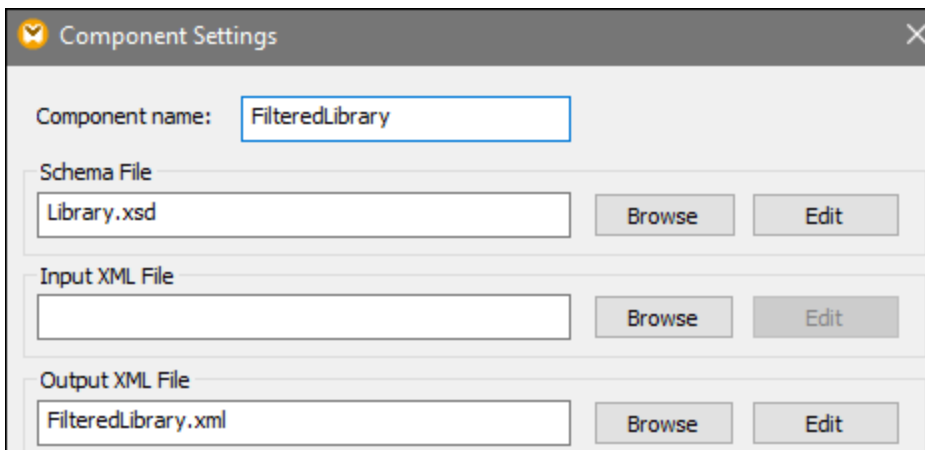 Component Settings
Component name: FilteredLibrary
Schema File
Library.xsd Browse Edit
Input XML File
Browse Edit
Output XML File
FilteredLibrary.xml Browse Edit